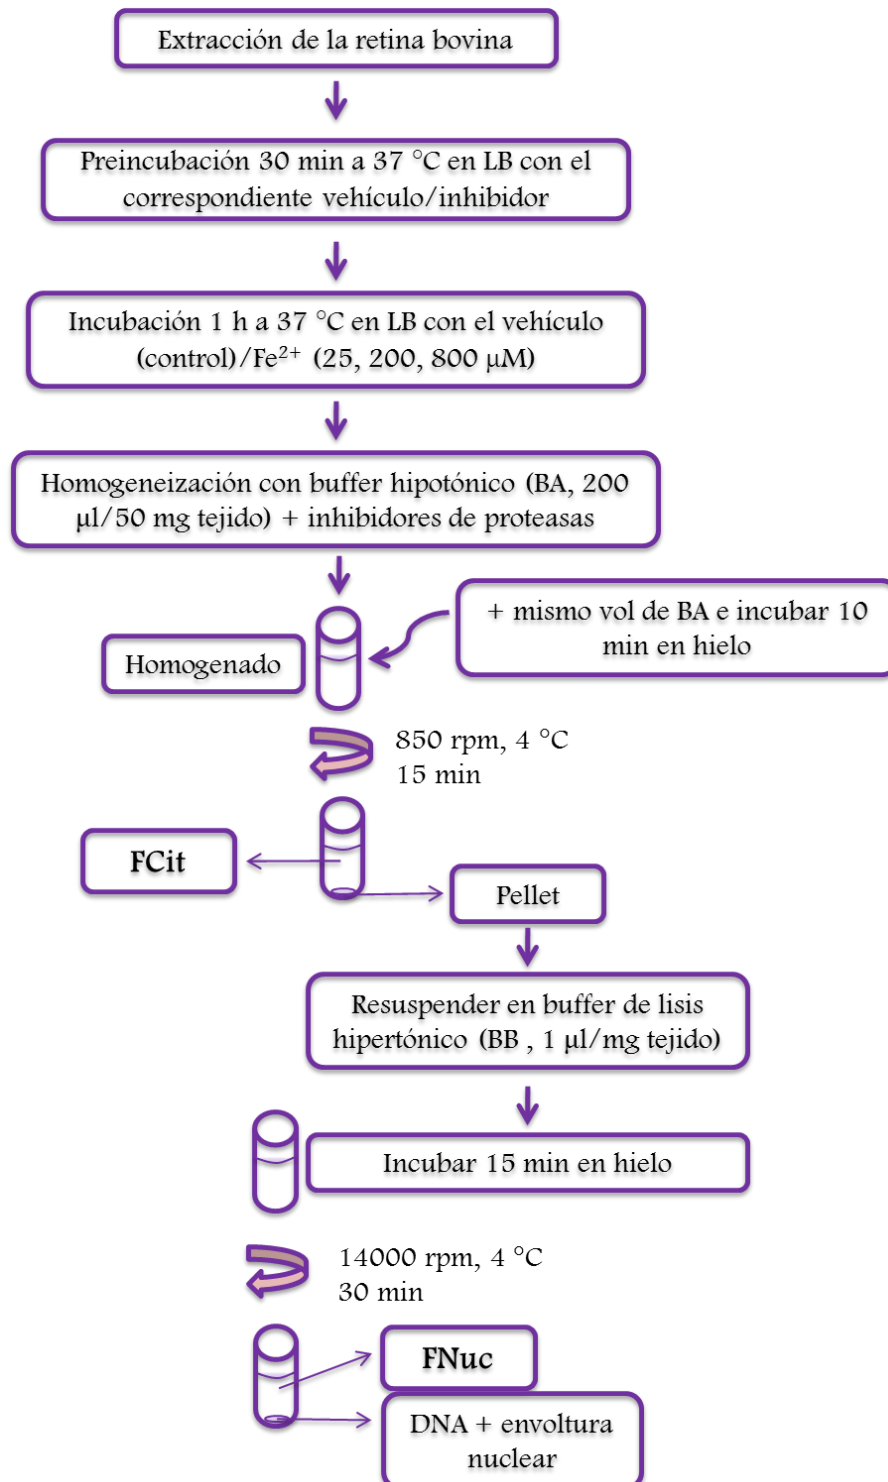 Extracción de la retina bovina
Preincubación 30 min a 37 °C en LB con el
correspondiente vehículo/inhibidor
Incubación 1 h a 37 °C en LB con el vehículo
(control)/Fe²⁺ (25, 200, 800 µM)
Homogeneización con buffer hipotónico (BA, 200
µl/50 mg tejido) + inhibidores de proteasas
+ mismo vol de BA e incubar 10
min en hielo
Homogenado
850 rpm, 4 °C
15 min
FCit
Pellet
Resuspender en buffer de lisis
hipertónico (BB , 1 µl/mg tejido)
Incubar 15 min en hielo
14000 rpm, 4 °C
30 min
FNuc
DNA + envoltura
nuclear